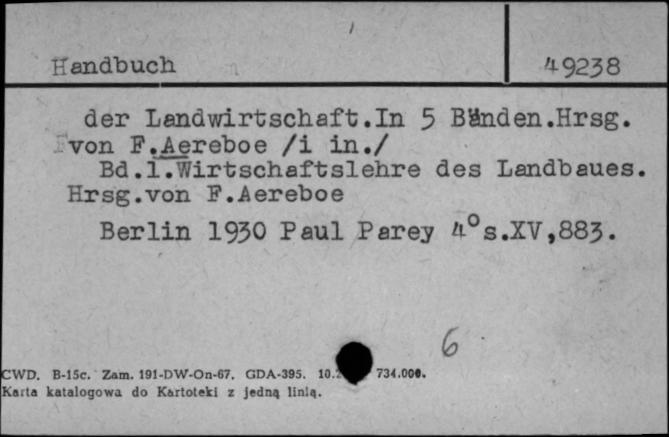 Handbuch 49238
der Landwirtschaft.In 5 Bänden.Hrsg.
von F.Aereboe /i in./
Bd.1.Wirtschaftslehre des Landbaues.
Hrsg.von F.Aereboe
Berlin 1930 Paul Parey 4°s.XV,883.
6
CWD. B-15c. Zam. 191-DW-On-67. GDA-395. 734.000.
Karta katalogowa do Kartoteki z jedną linią.